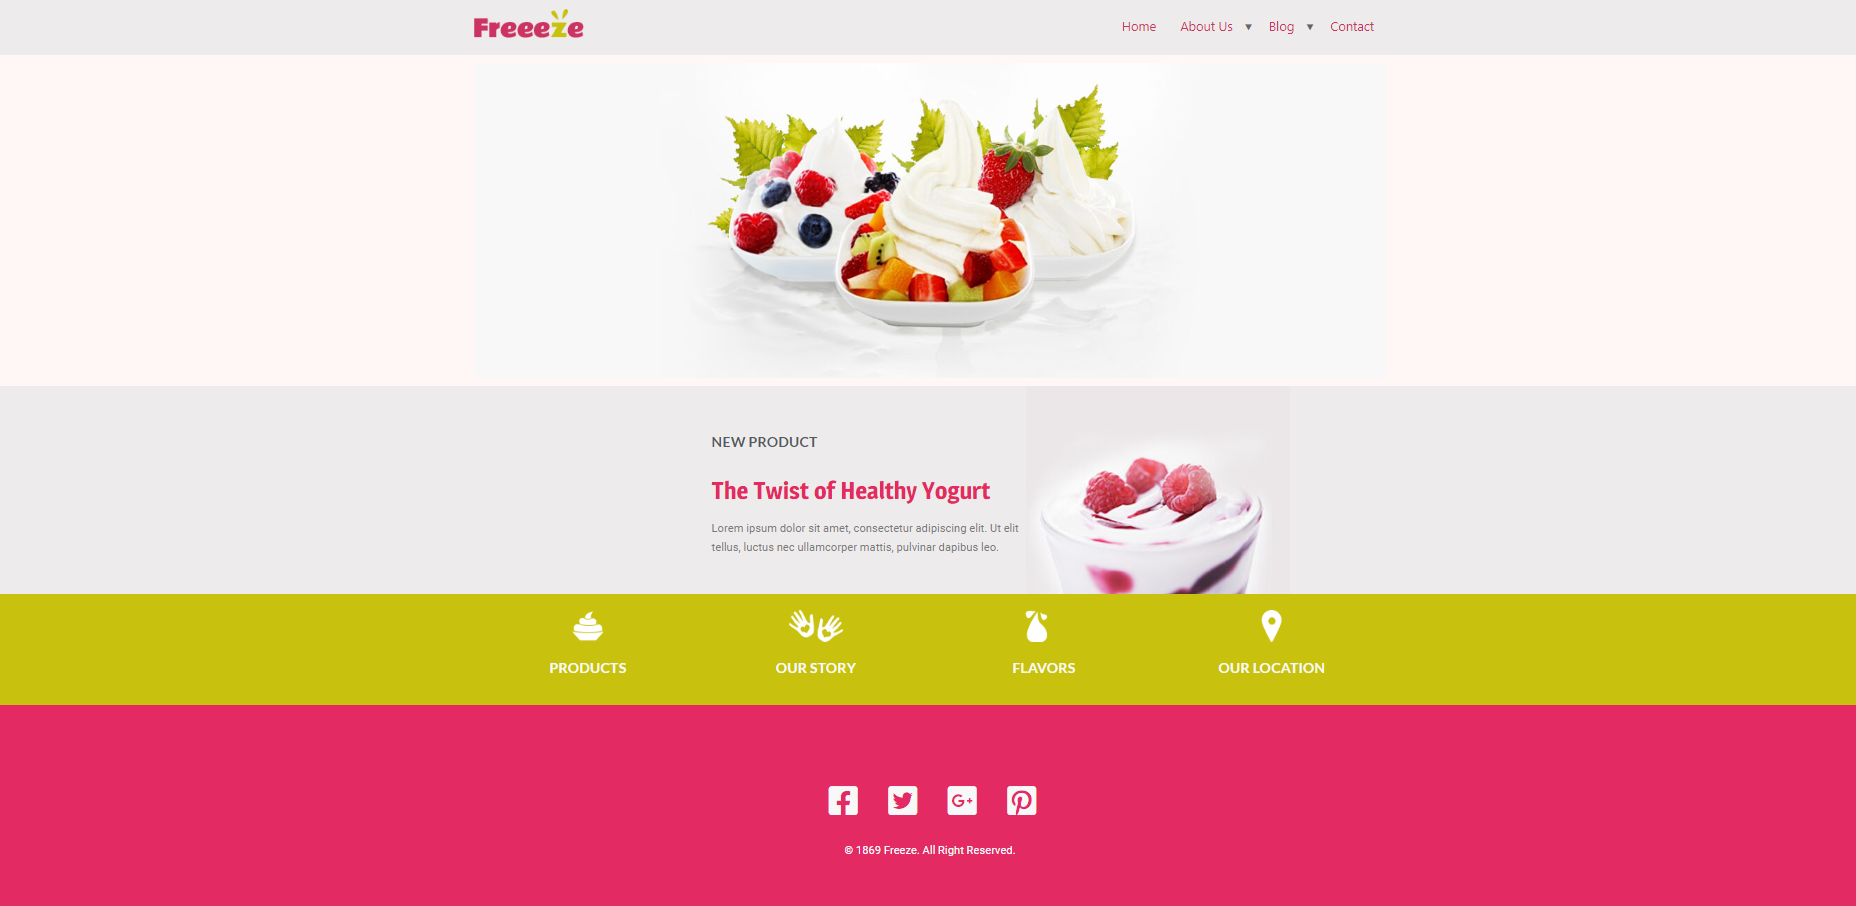 Freeeze
Home About Us ▼ Blog ▼ Contact
NEW PRODUCT
The Twist of Healthy Yogurt
Lorem ipsum dolor sit amet, consectetur adipiscing elit. Ut elit
tellus, luctus nec ullamcorper mattis, pulvinar dapibus leo.
PRODUCTS OUR STORY FLAVORS OUR LOCATION
© 1869 Freeze. All Right Reserved.